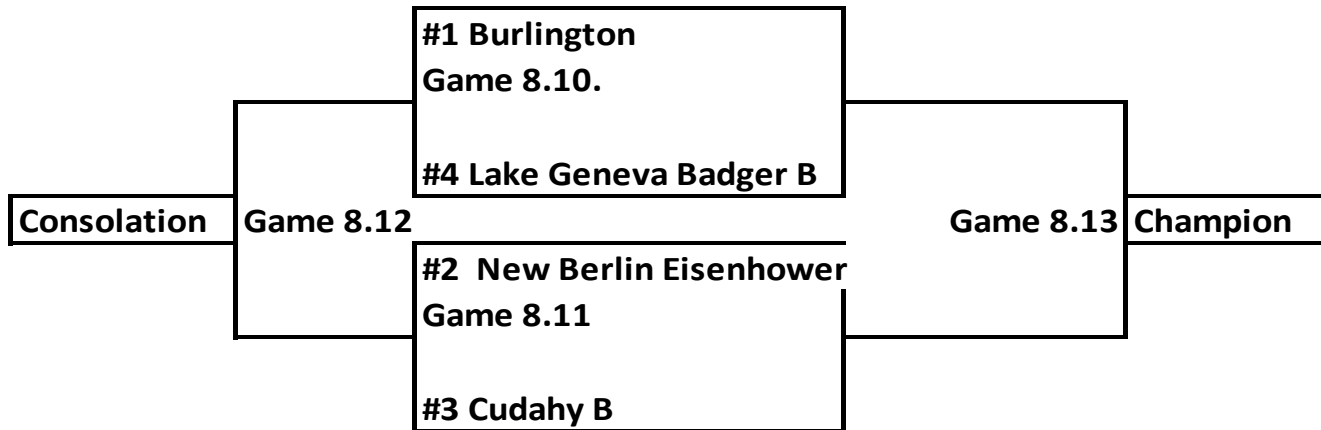 #1 Burlington
Game 8.10.
#4 Lake Geneva Badger B
Consolation
Game 8.12
Game 8.13
Champion
#2  New Berlin Eisenhower
Game 8.11
#3 Cudahy B